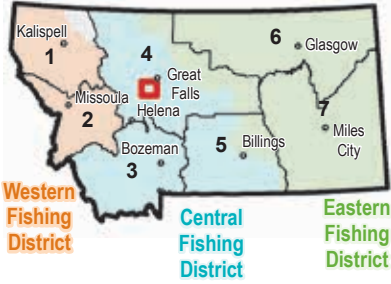 Kalispell
1
4
6
Glasgow
Great
Falls
Missoula
Helena
2
7
Bozeman
5
Billings
Miles
City
3
Western
Fishing
District
Central
Fishing
District
Eastern
Fishing
District